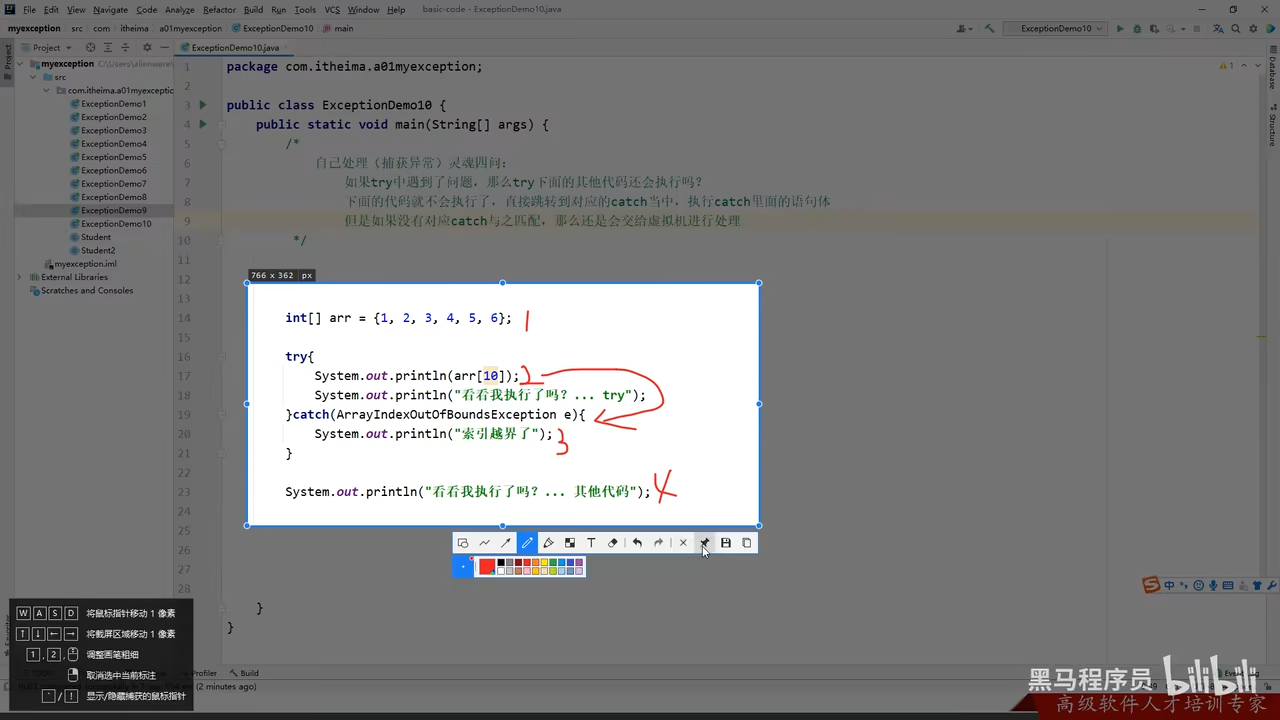 File Edit View Navigate Code Analyze Refactor Build Run Tools VCS Window Help basic-code - ExceptionDemo10.java
myexception src com itheima a01myexception ExceptionDemo10 main
ExceptionDemo10
Project
Project
ExceptionDemo10.java
myexception C:\Users\alienware
src
com.itheima.a01myexception
ExceptionDemo1
ExceptionDemo2
ExceptionDemo3
ExceptionDemo4
ExceptionDemo5
ExceptionDemo6
ExceptionDemo7
ExceptionDemo8
ExceptionDemo9
ExceptionDemo10
Student
Student2
myexception.iml
External Libraries
Scratches and Consoles
1 package com.itheima.a01myexception;
2
3 public class ExceptionDemo10 {
4 public static void main(String[] args) {
5 /*
6 自己处理（捕获异常）灵魂四问：
7 如果try中遇到了问题，那么try下面的其他代码还会执行吗？
8 下面的代码就不会执行了，直接跳转到对应的catch当中，执行catch里面的语句体
9 但是如果没有对应catch与之匹配，那么还是会交给虚拟机进行处理
10 */
11
12
13
14 int[] arr = {1, 2, 3, 4, 5, 6}; 1
15
16 try{
17 System.out.println(arr[10]); 2
18 System.out.println("看看我执行了吗？... try");
19 }catch(ArrayIndexOutOfBoundsException e){
20 System.out.println("索引越界了"); 3
21 }
22
23 System.out.println("看看我执行了吗？... 其他代码"); 4
24
25
26
27
28
}
}
766 x 362 px
1
Database
Structure
T
中
W A S D 将鼠标指针移动 1 像素
↑ ↓ ← → 将截屏区域移动 1 像素
1 , 2 , 调整画笔粗细
取消选中当前标注
` / ! 显示/隐藏捕获的鼠标指针
Profiler Build
(2 minutes ago)
黑马程序员 bilibili
高级软件人才培训专家